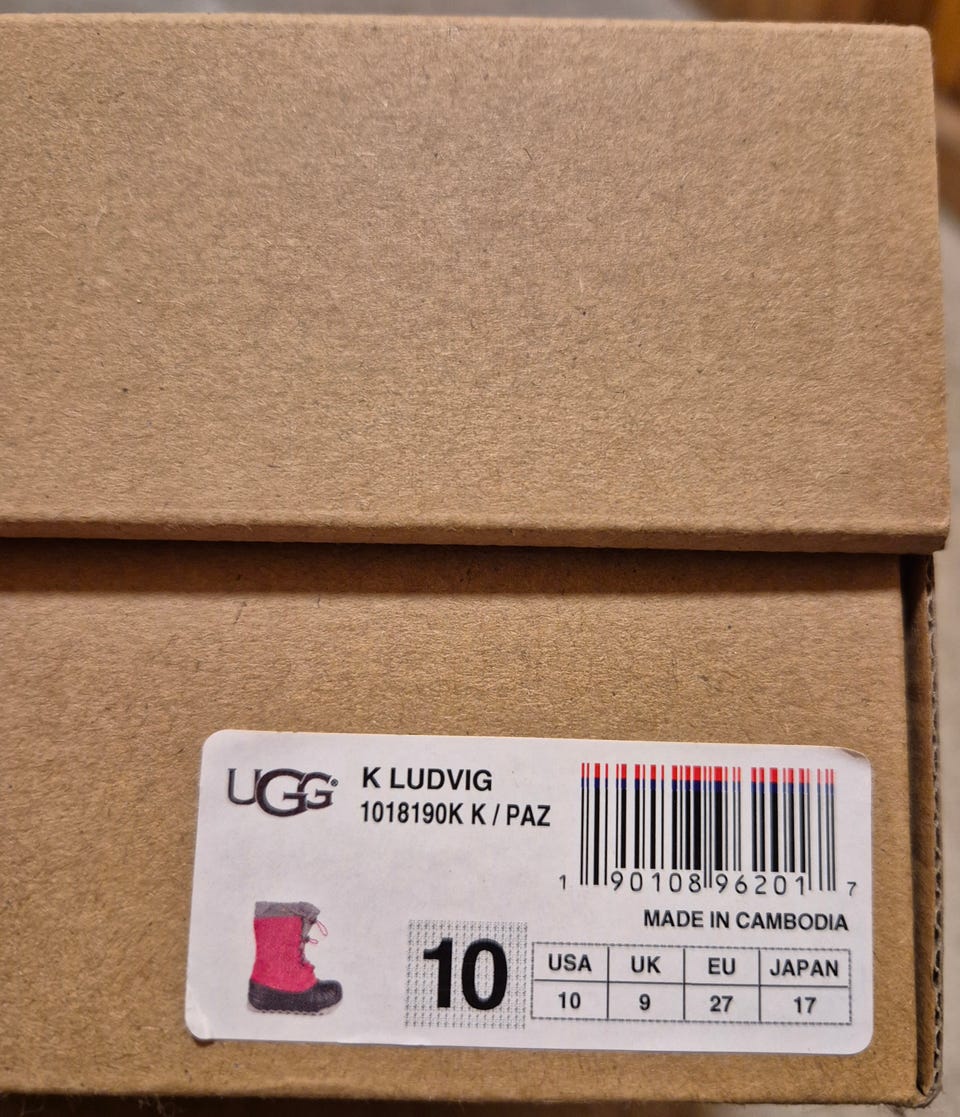 UGG®
K LUDVIG
1018190K K / PAZ
1 90108 96201 7
MADE IN CAMBODIA
10
USA UK EU JAPAN
10 9 27 17